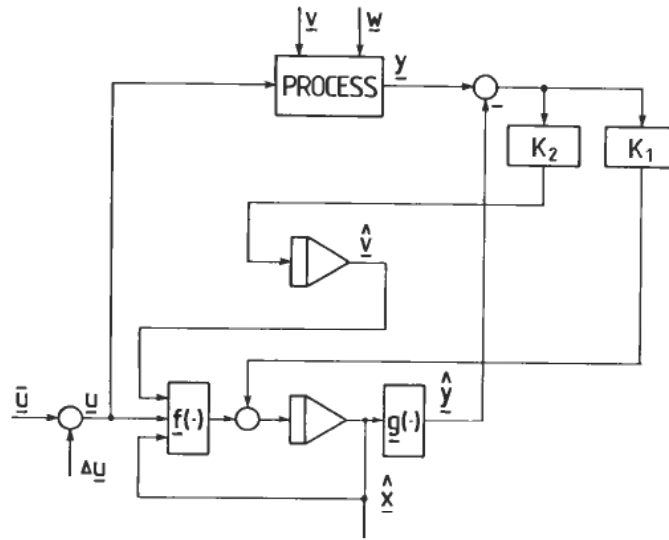 v w
PROCESS
y
-
K₂
K₁
v̂
ū
u
Δu
f(·)
g(·)
ŷ
x̂